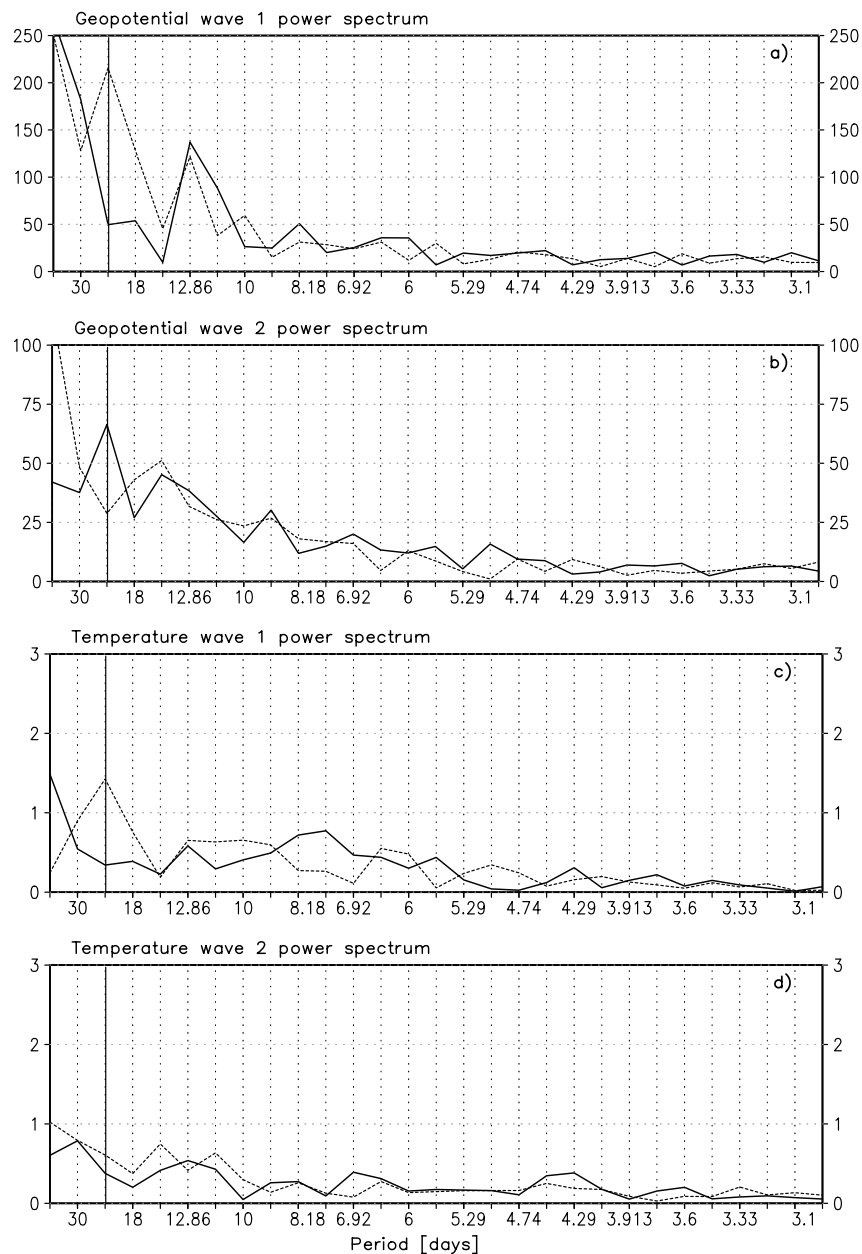 Geopotential wave 1 power spectrum
a)
250 250
200 200
150 150
100 100
50 50
0 0
30 18 12.86 10 8.18 6.92 6 5.29 4.74 4.29 3.913 3.6 3.33 3.1
Geopotential wave 2 power spectrum
100 100
b)
75 75
50 50
25 25
0 0
30 18 12.86 10 8.18 6.92 6 5.29 4.74 4.29 3.913 3.6 3.33 3.1
Temperature wave 1 power spectrum
3 3
c)
2 2
1 1
0 0
30 18 12.86 10 8.18 6.92 6 5.29 4.74 4.29 3.913 3.6 3.33 3.1
Temperature wave 2 power spectrum
3 3
d)
2 2
1 1
0 0
30 18 12.86 10 8.18 6.92 6 5.29 4.74 4.29 3.913 3.6 3.33 3.1
Period [days]